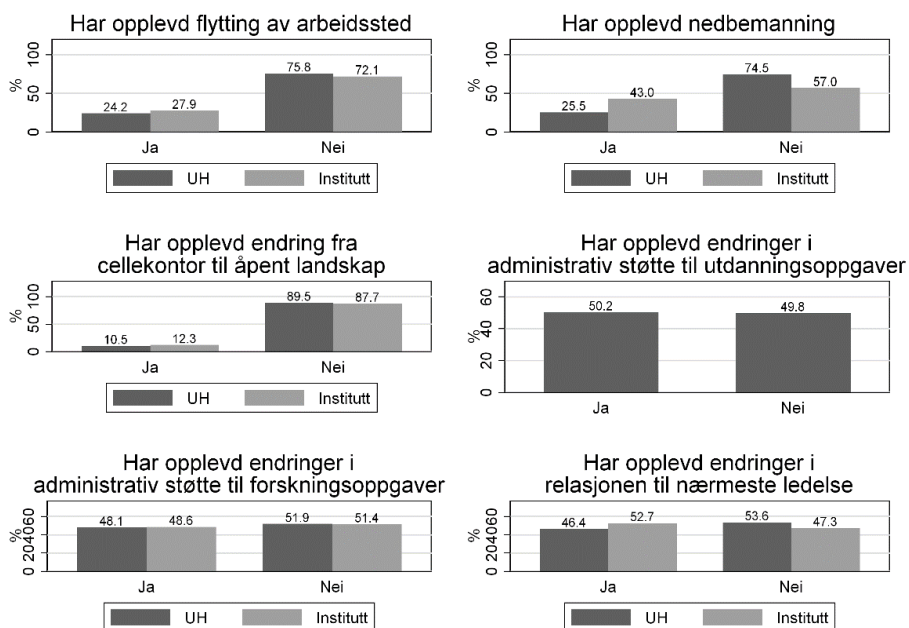 Har opplevd flytting av arbeidssted
%
0 50 100
24.2 27.9 75.8 72.1
Ja Nei
UH Institutt
Har opplevd nedbemanning
%
0 50 100
25.5 43.0 74.5 57.0
Ja Nei
UH Institutt
Har opplevd endring fra
cellekontor til åpent landskap
%
0 50 100
10.5 12.3 89.5 87.7
Ja Nei
UH Institutt
Har opplevd endringer i
administrativ støtte til utdanningsoppgaver
%
0 20 40 60
50.2 49.8
Ja Nei
Har opplevd endringer i
administrativ støtte til forskningsoppgaver
%
0 20 40 60
48.1 48.6 51.9 51.4
Ja Nei
UH Institutt
Har opplevd endringer i
relasjonen til nærmeste ledelse
%
0 20 40 60
46.4 52.7 53.6 47.3
Ja Nei
UH Institutt